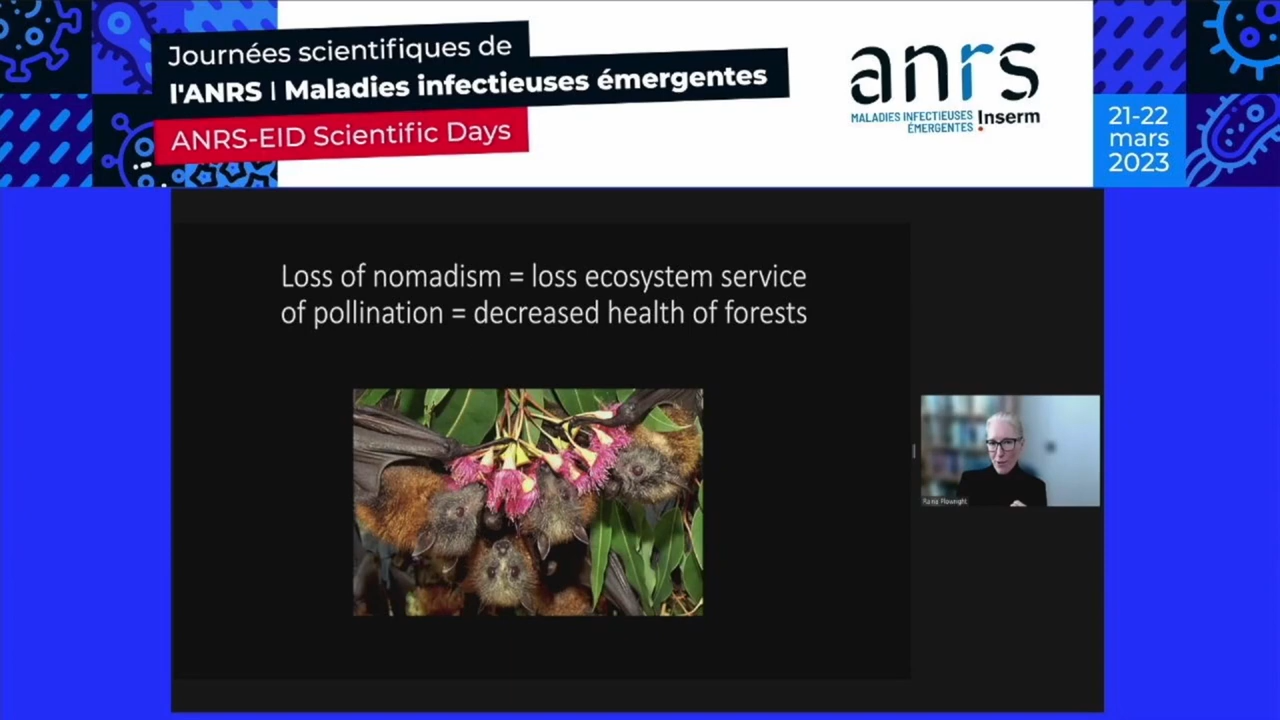 Journées scientifiques de
l'ANRS | Maladies infectieuses émergentes
ANRS-EID Scientific Days
anrs
MALADIES INFECTIEUSES
ÉMERGENTES
Inserm
21-22
mars
2023
Loss of nomadism = loss ecosystem service
of pollination = decreased health of forests
Plowright